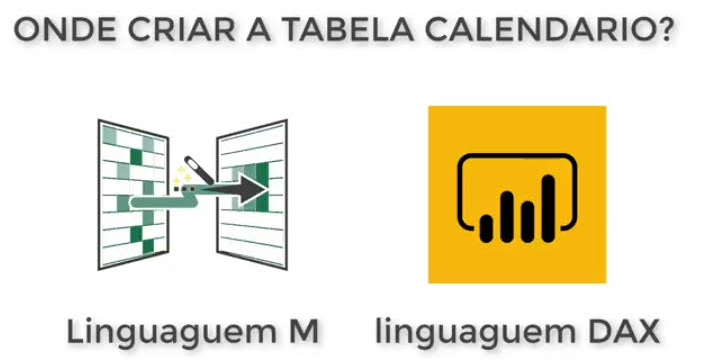 ONDE CRIAR A TABELA CALENDARIO?
Linguaguem M
linguaguem DAX